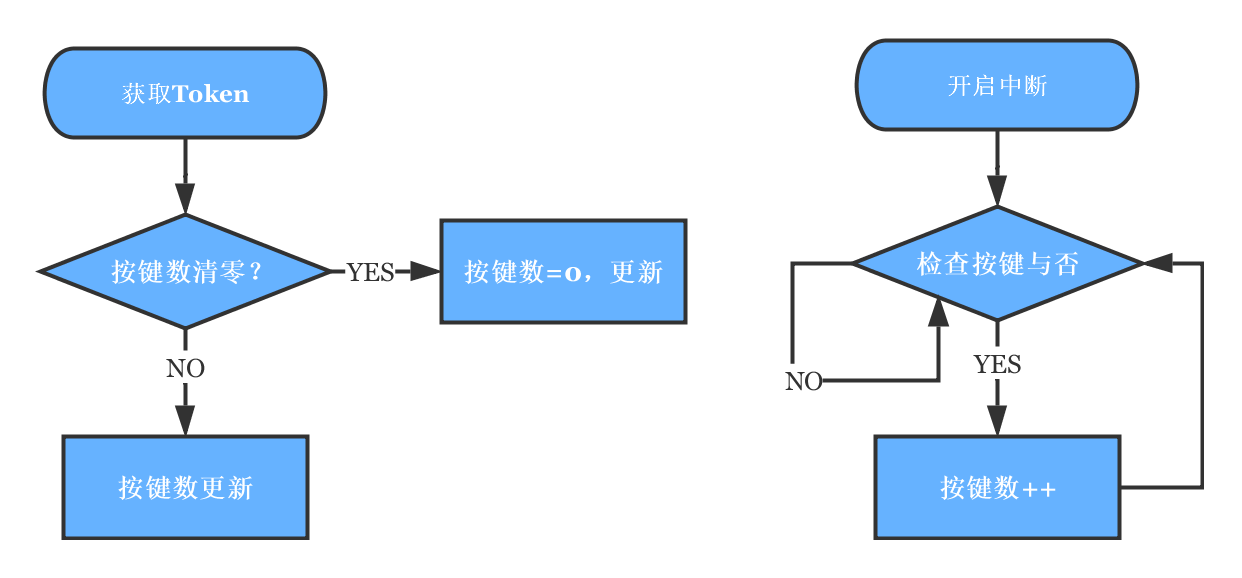 获取Token
按键数清零？
YES
按键数=0，更新
NO
按键数更新
开启中断
检查按键与否
NO
YES
按键数++